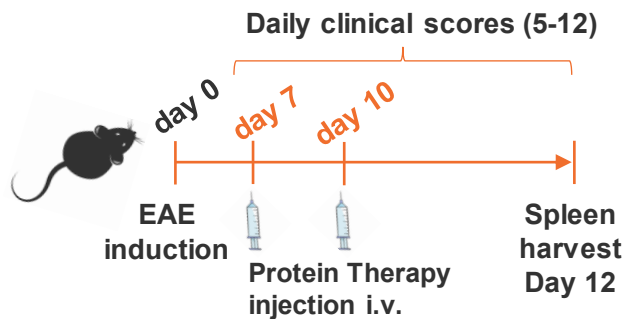 Daily clinical scores (5-12)
day 0
day 7
day 10
EAE
induction
Protein Therapy
injection i.v.
Spleen
harvest
Day 12